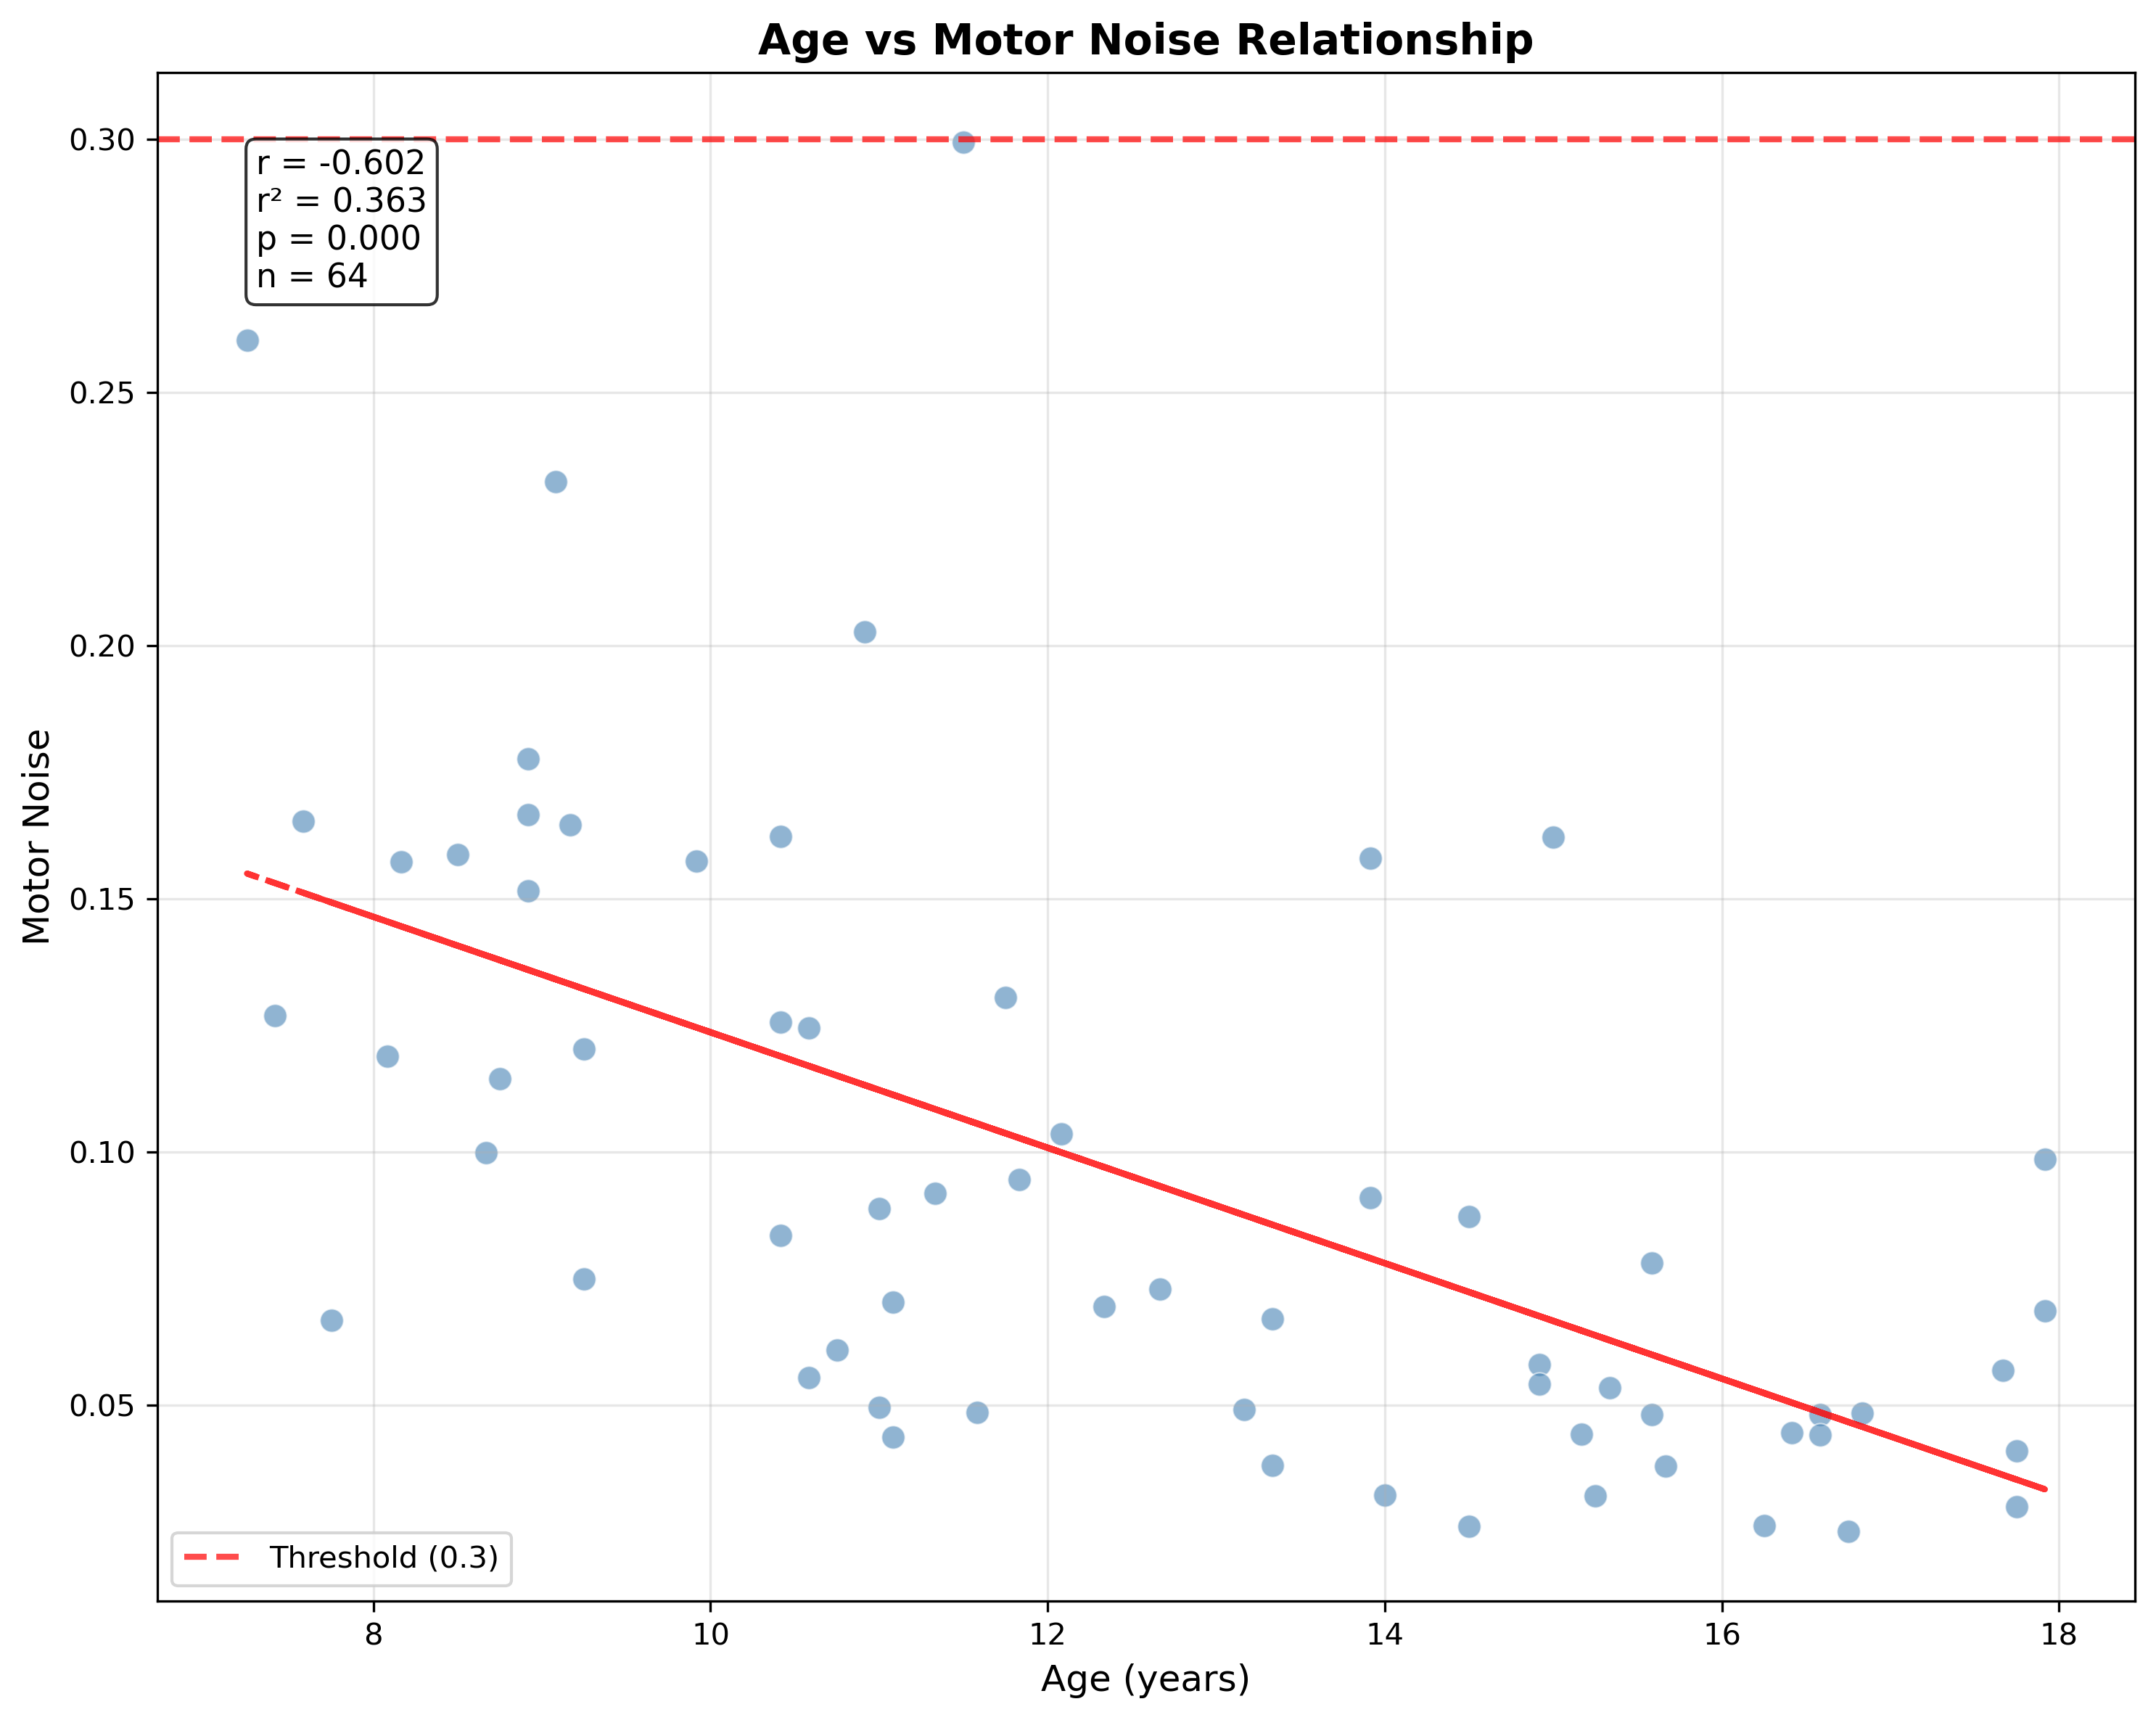 Age vs Motor Noise Relationship
0.30
0.25
0.20
0.15
0.10
0.05
Motor Noise
r = -0.602
r² = 0.363
p = 0.000
n = 64
Threshold (0.3)
8 10 12 14 16 18
Age (years)